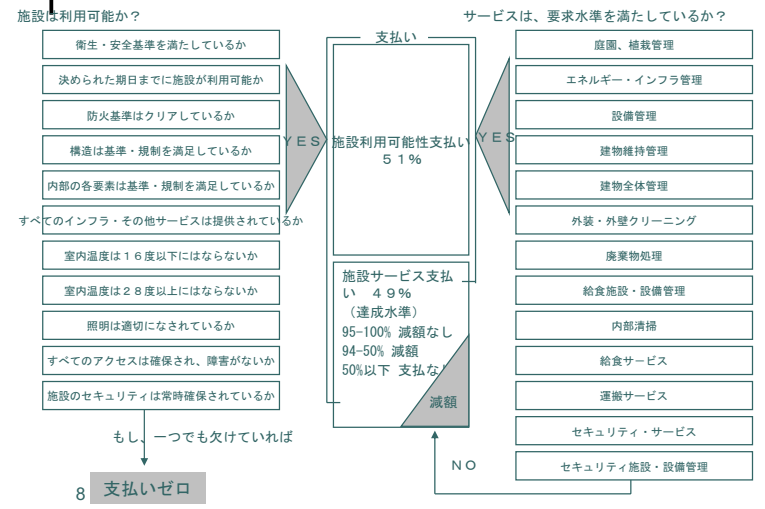 施設は利用可能か？
衛生・安全基準を満たしているか
決められた期日までに施設が利用可能か
防火基準はクリアしているか
構造は基準・規制を満足しているか
内部の各要素は基準・規制を満足しているか
すべてのインフラ・その他サービスは提供されているか
室内温度は１６度以下にはならないか
室内温度は２８度以上にはならないか
照明は適切になされているか
すべてのアクセスは確保され、障害がないか
施設のセキュリティは常時確保されているか
もし、一つでも欠けていれば
支払いゼロ
8
ＹＥＳ
支払い
施設利用可能性支払い
５１％
施設サービス支払
い　４９％
（達成水準）
95-100% 減額なし
94-50% 減額
50%以下 支払なし
減額
ＹＥＳ
サービスは、要求水準を満たしているか？
庭園、植栽管理
エネルギー・インフラ管理
設備管理
建物維持管理
建物全体管理
外装・外壁クリーニング
廃棄物処理
給食施設・設備管理
内部清掃
給食サービス
運搬サービス
セキュリティ・サービス
セキュリティ施設・設備管理
ＮＯ